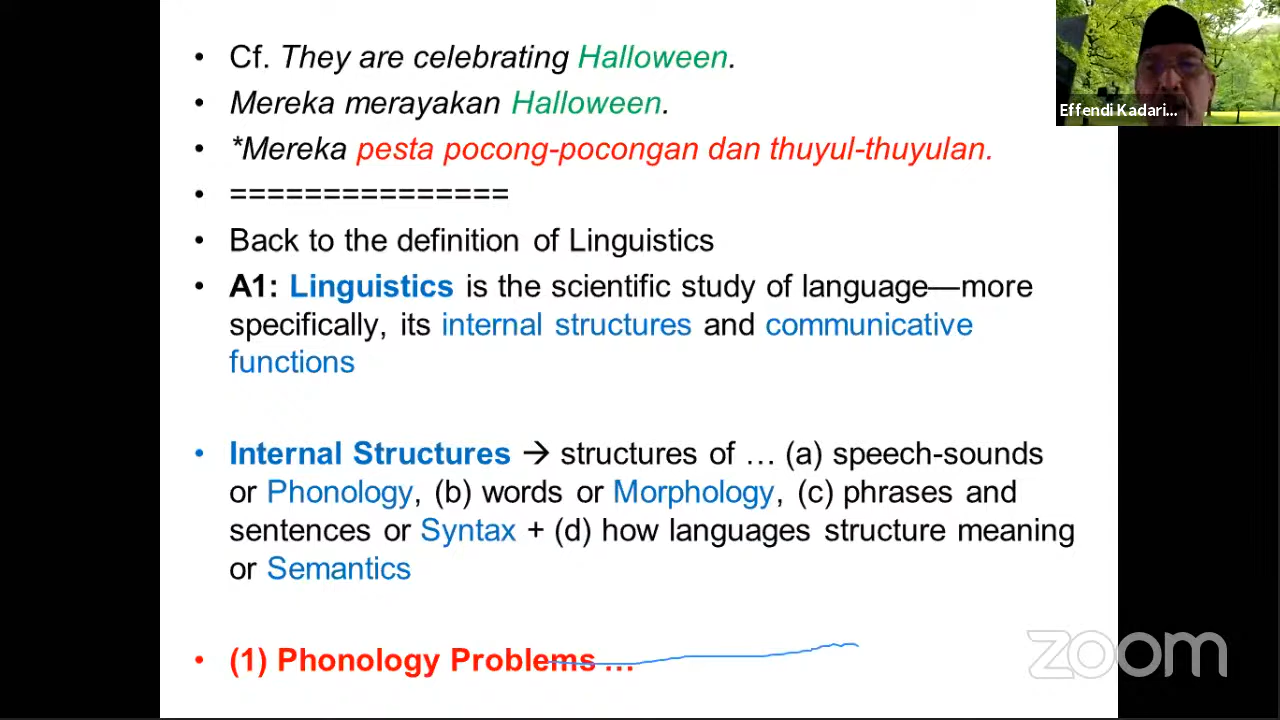 • Cf. They are celebrating Halloween.
• Mereka merayakan Halloween.
• *Mereka pesta pocong-pocongan dan thuyul-thuyulan.
• ===============
• Back to the definition of Linguistics
• A1: Linguistics is the scientific study of language—more
specifically, its internal structures and communicative
functions
• Internal Structures → structures of … (a) speech-sounds
or Phonology, (b) words or Morphology, (c) phrases and
sentences or Syntax + (d) how languages structure meaning
or Semantics
• (1) Phonology Problems …
Effendi Kadari...
zoom